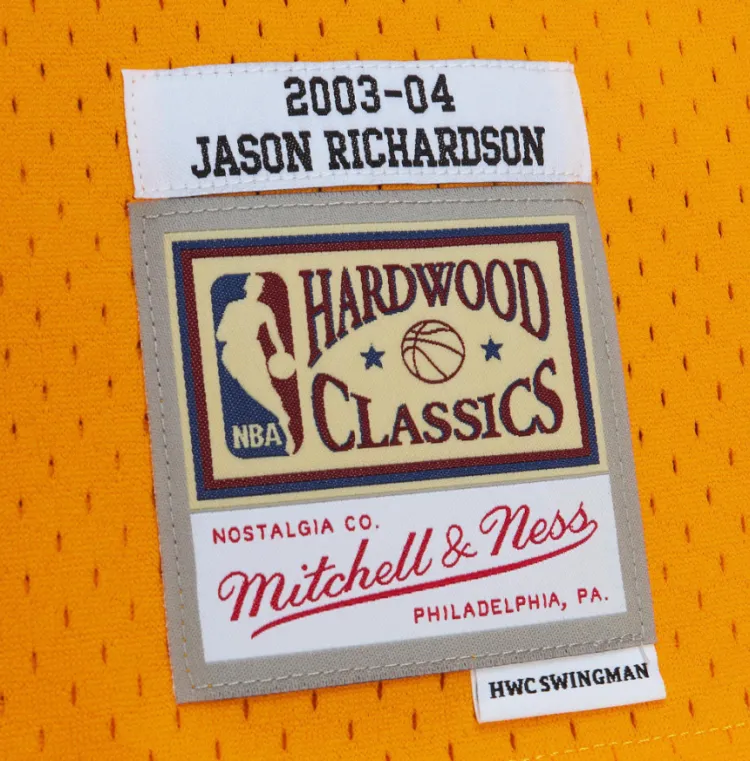 2003-04
JASON RICHARDSON
HARDWOOD
CLASSICS
NBA
NOSTALGIA CO.
Mitchell & Ness
PHILADELPHIA, PA.
HWC SWINGMAN